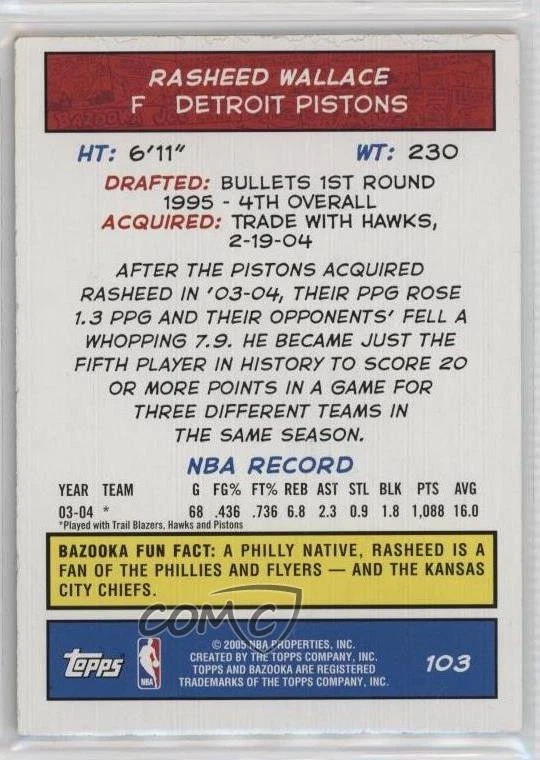 RASHEED WALLACE
F DETROIT PISTONS
HT: 6'11" WT: 230
DRAFTED: BULLETS 1ST ROUND
1995 - 4TH OVERALL
ACQUIRED: TRADE WITH HAWKS,
2-19-04
AFTER THE PISTONS ACQUIRED
RASHEED IN '03-04, THEIR PPG ROSE
1.3 PPG AND THEIR OPPONENTS' FELL A
WHOPPING 7.9. HE BECAME JUST THE
FIFTH PLAYER IN HISTORY TO SCORE 20
OR MORE POINTS IN A GAME FOR
THREE DIFFERENT TEAMS IN
THE SAME SEASON.
NBA RECORD
YEAR TEAM G FG% FT% REB AST STL BLK PTS AVG
03-04 * 68 .436 .736 6.8 2.3 0.9 1.8 1,088 16.0
*Played with Trail Blazers, Hawks and Pistons
BAZOOKA FUN FACT: A PHILLY NATIVE, RASHEED IS A
FAN OF THE PHILLIES AND FLYERS — AND THE KANSAS
CITY CHIEFS.
COMC
© 2005 NBA PROPERTIES, INC.
CREATED BY THE TOPPS COMPANY, INC.
TOPPS AND BAZOOKA ARE REGISTERED
TRADEMARKS OF THE TOPPS COMPANY, INC.
Topps
NBA
103